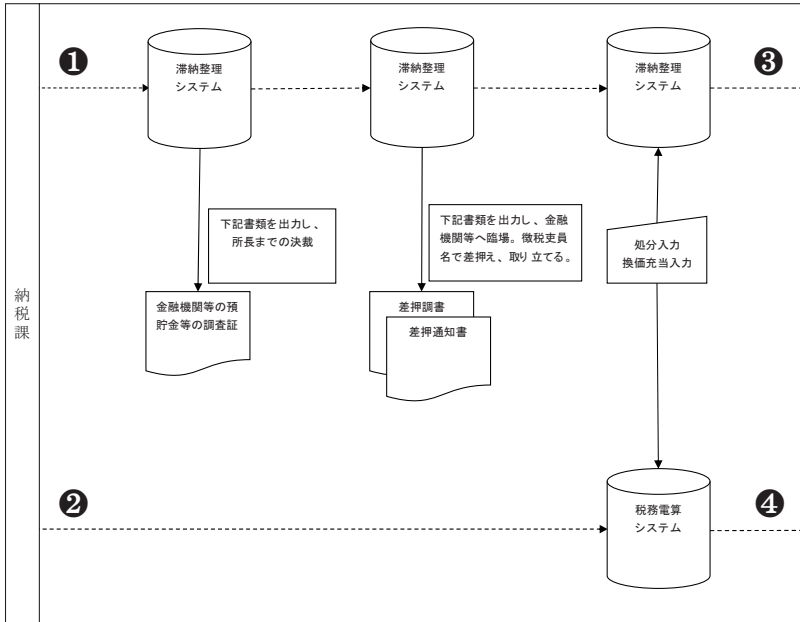 納税課
❶
滞納整理
システム
滞納整理
システム
滞納整理
システム
❸
下記書類を出力し、
所長までの決裁
下記書類を出力し、金融
機関等へ臨場。徴税吏員
名で差押え、取り立てる。
処分入力
換価充当入力
金融機関等の預
貯金等の調査証
差押調書
差押通知書
❷
税務電算
システム
❹